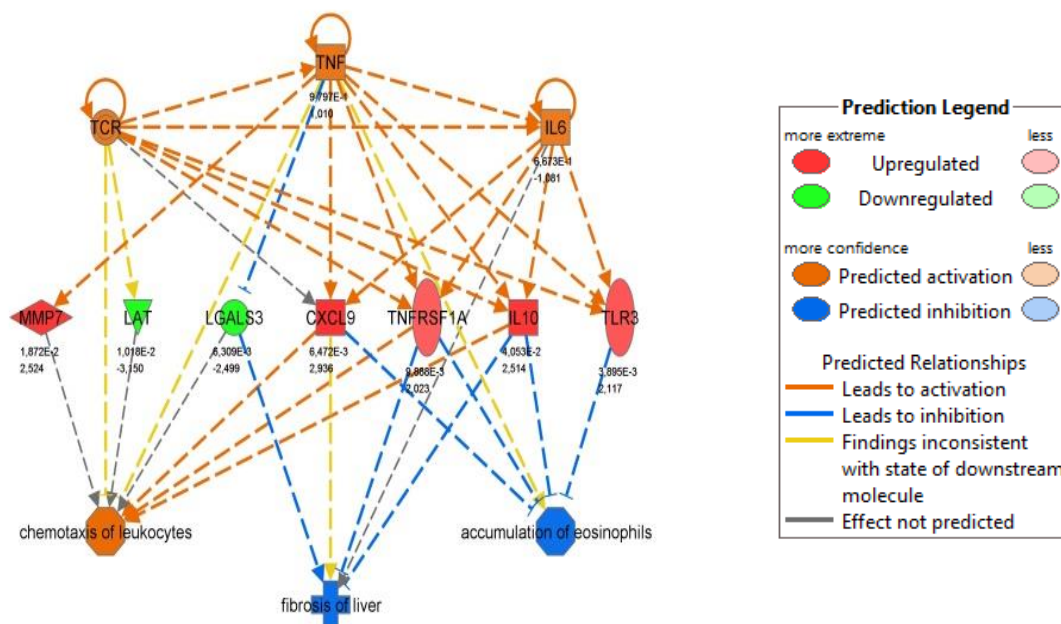 TNF
9,797E-1
1,010
TCR
IL6
6,673E-1
-1,081
MMP7
1,872E-2
2,524
LAT
1,018E-2
-3,150
LGALS3
6,309E-3
-2,499
CXCL9
6,472E-3
2,936
TNFRSF1A
9,868E-3
2,023
IL10
4,053E-2
2,514
TLR3
3,895E-3
2,117
chemotaxis of leukocytes
fibrosis of liver
accumulation of eosinophils
Prediction Legend
more extreme less
Upregulated
Downregulated
more confidence less
Predicted activation
Predicted inhibition
Predicted Relationships
Leads to activation
Leads to inhibition
Findings inconsistent
with state of downstream
molecule
Effect not predicted